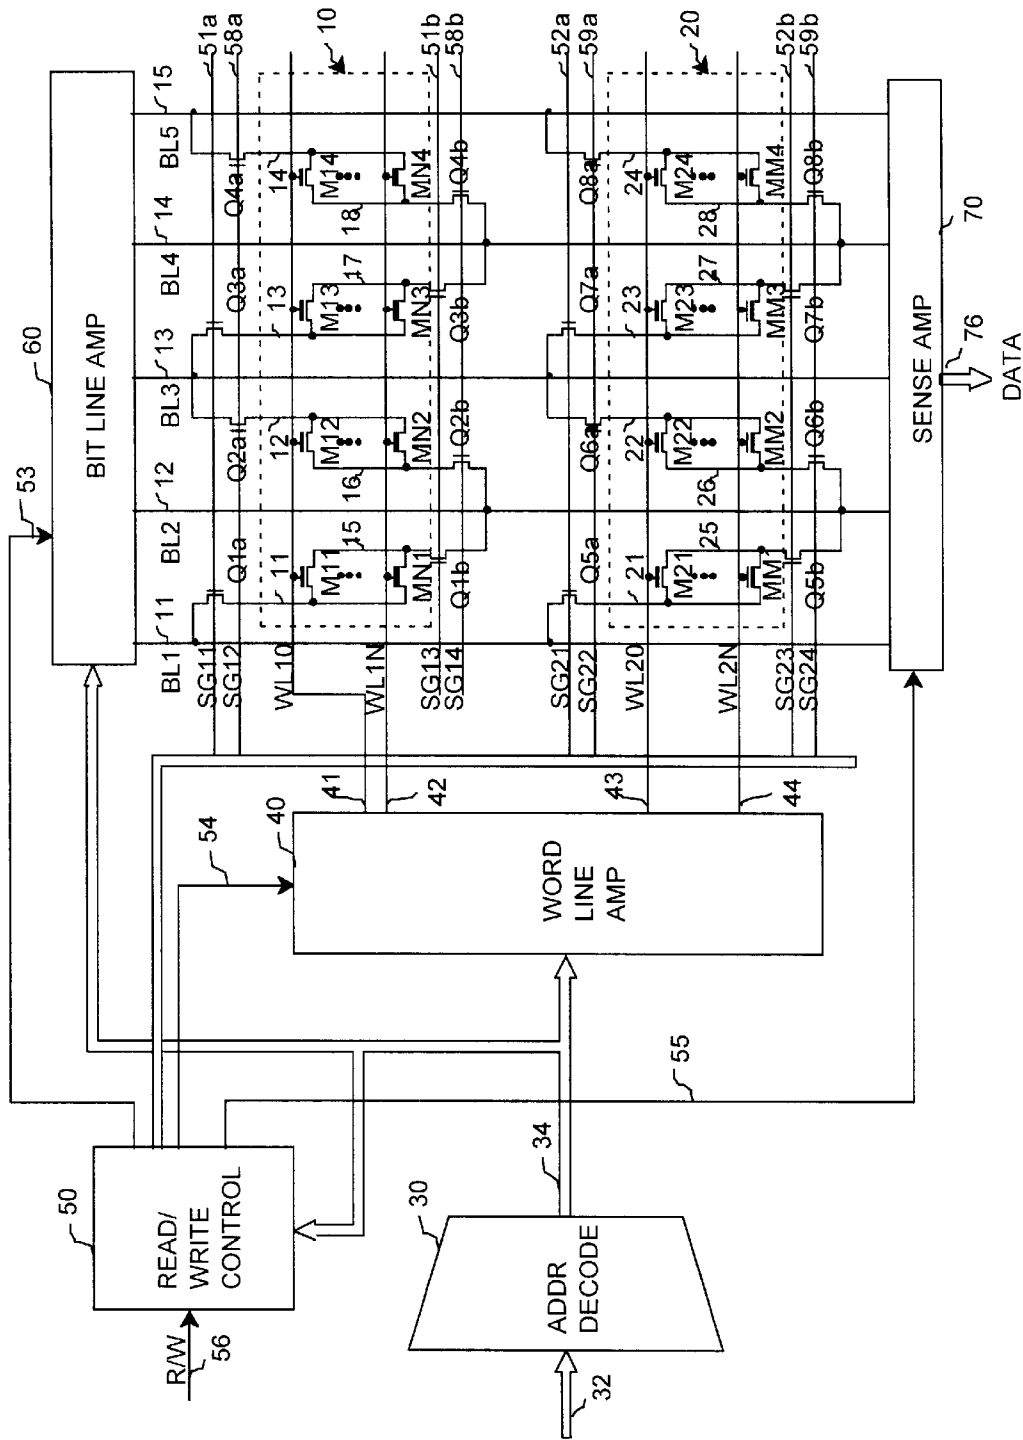 60
BIT LINE AMP
53
BL1
11
BL2
12
BL3
13
BL4
14
BL5
15
51a
58a
10
51b
58b
52a
59a
20
52b
59b
SG11
SG12
Q1a
Q2a
Q3a
Q4a
WL10
11
12
13
14
M11
M12
M13
M14
15
16
17
18
WL1N
MN1
MN2
MN3
MN4
SG13
SG14
Q1b
Q2b
Q3b
Q4b
SG21
SG22
Q5a
Q6a
Q7a
Q8a
WL20
21
22
23
24
M21
M22
M23
M24
25
26
27
28
WL2N
MM1
MM2
MM3
MM4
SG23
SG24
Q5b
Q6b
Q7b
Q8b
SENSE AMP
70
76
DATA
41
42
43
44
40
WORD
LINE
AMP
54
55
50
READ/
WRITE
CONTROL
R/W
56
34
30
ADDR
DECODE
32